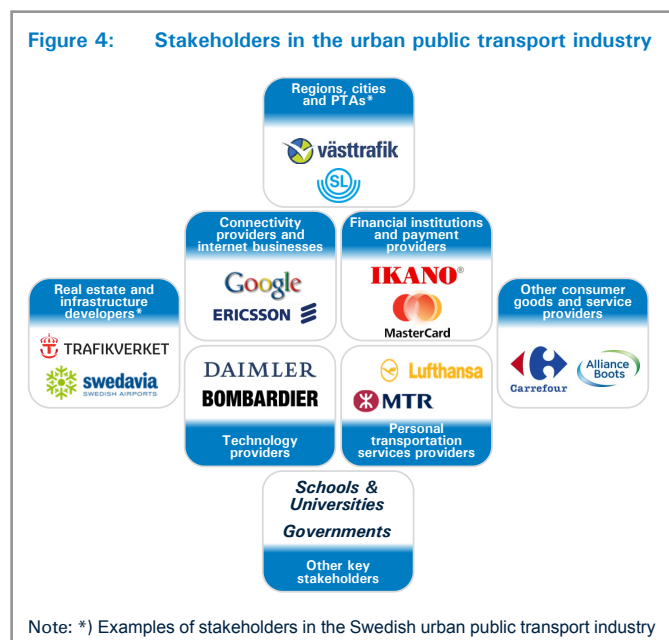 Figure 4: Stakeholders in the urban public transport industry
Regions, cities
and PTAs*
västtrafik
SL
Connectivity
providers and
internet businesses
Google
ERICSSON
Financial institutions
and payment
providers
IKANO®
MasterCard
Real estate and
infrastructure
developers*
TRAFIKVERKET
swedavia
SWEDISH AIRPORTS
Other consumer
goods and service
providers
Carrefour
Alliance
Boots
DAIMLER
BOMBARDIER
Technology
providers
Lufthansa
MTR
Personal
transportation
services providers
Schools &
Universities
Governments
Other key
stakeholders
Note: *) Examples of stakeholders in the Swedish urban public transport industry